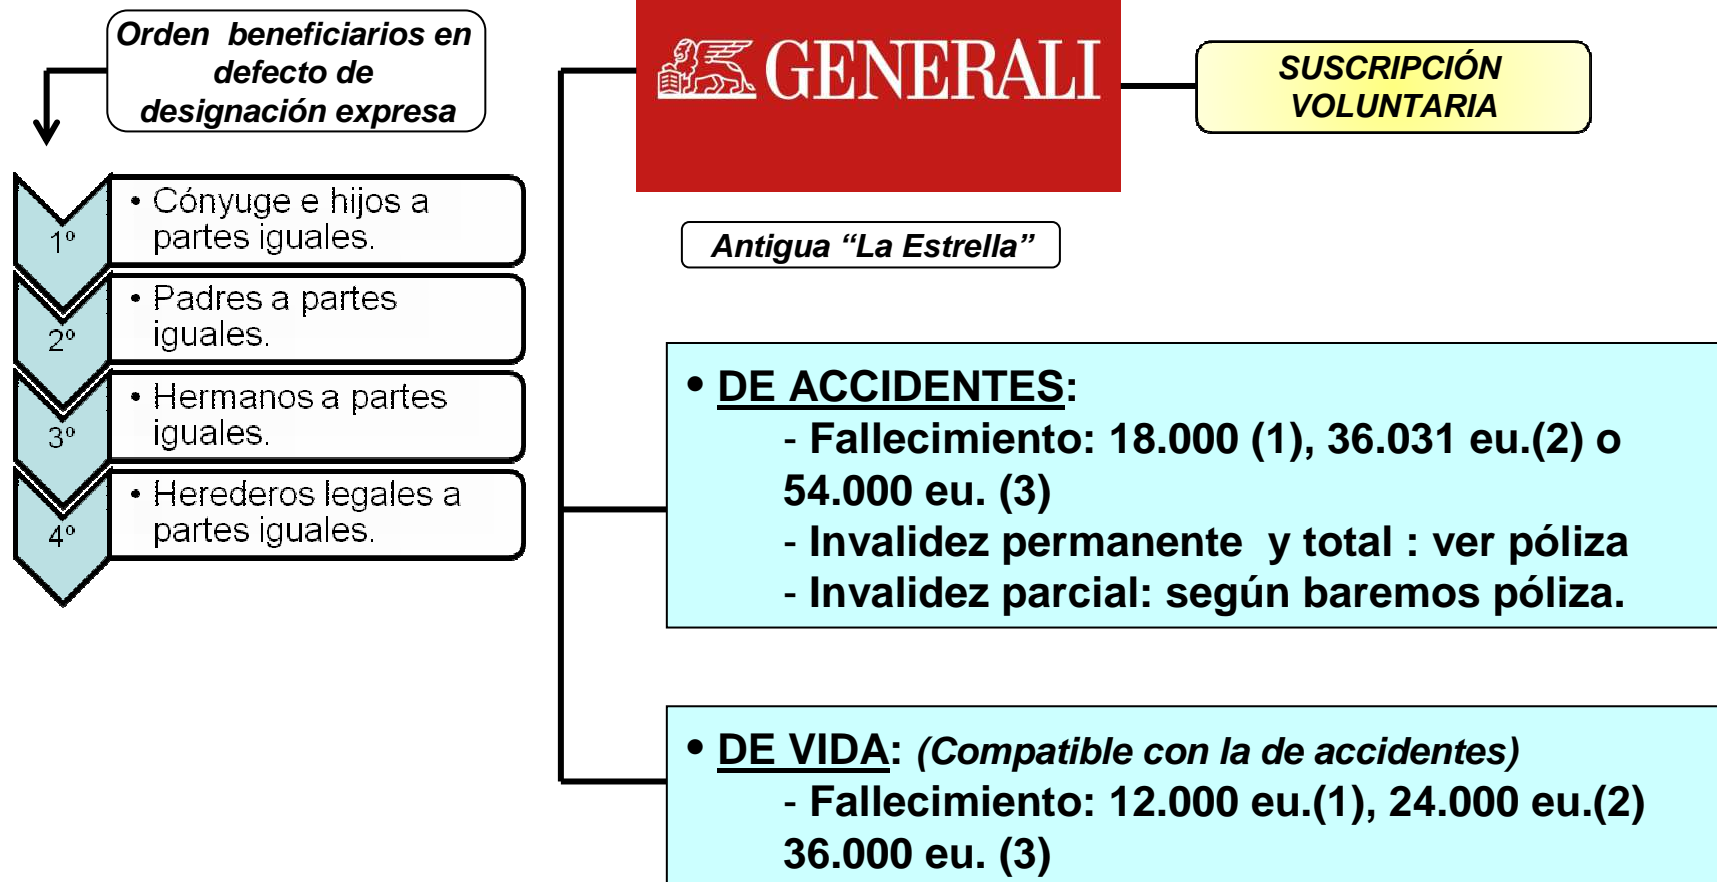 Orden beneficiarios en
defecto de
designación expresa
1º
• Cónyuge e hijos a
partes iguales.
2º
• Padres a partes
iguales.
3º
• Hermanos a partes
iguales.
4º
• Herederos legales a
partes iguales.
GENERALI
SUSCRIPCIÓN
VOLUNTARIA
Antigua “La Estrella”
• DE ACCIDENTES:
- Fallecimiento: 18.000 (1), 36.031 eu.(2) o
54.000 eu. (3)
- Invalidez permanente y total : ver póliza
- Invalidez parcial: según baremos póliza.
• DE VIDA: (Compatible con la de accidentes)
- Fallecimiento: 12.000 eu.(1), 24.000 eu.(2)
36.000 eu. (3)